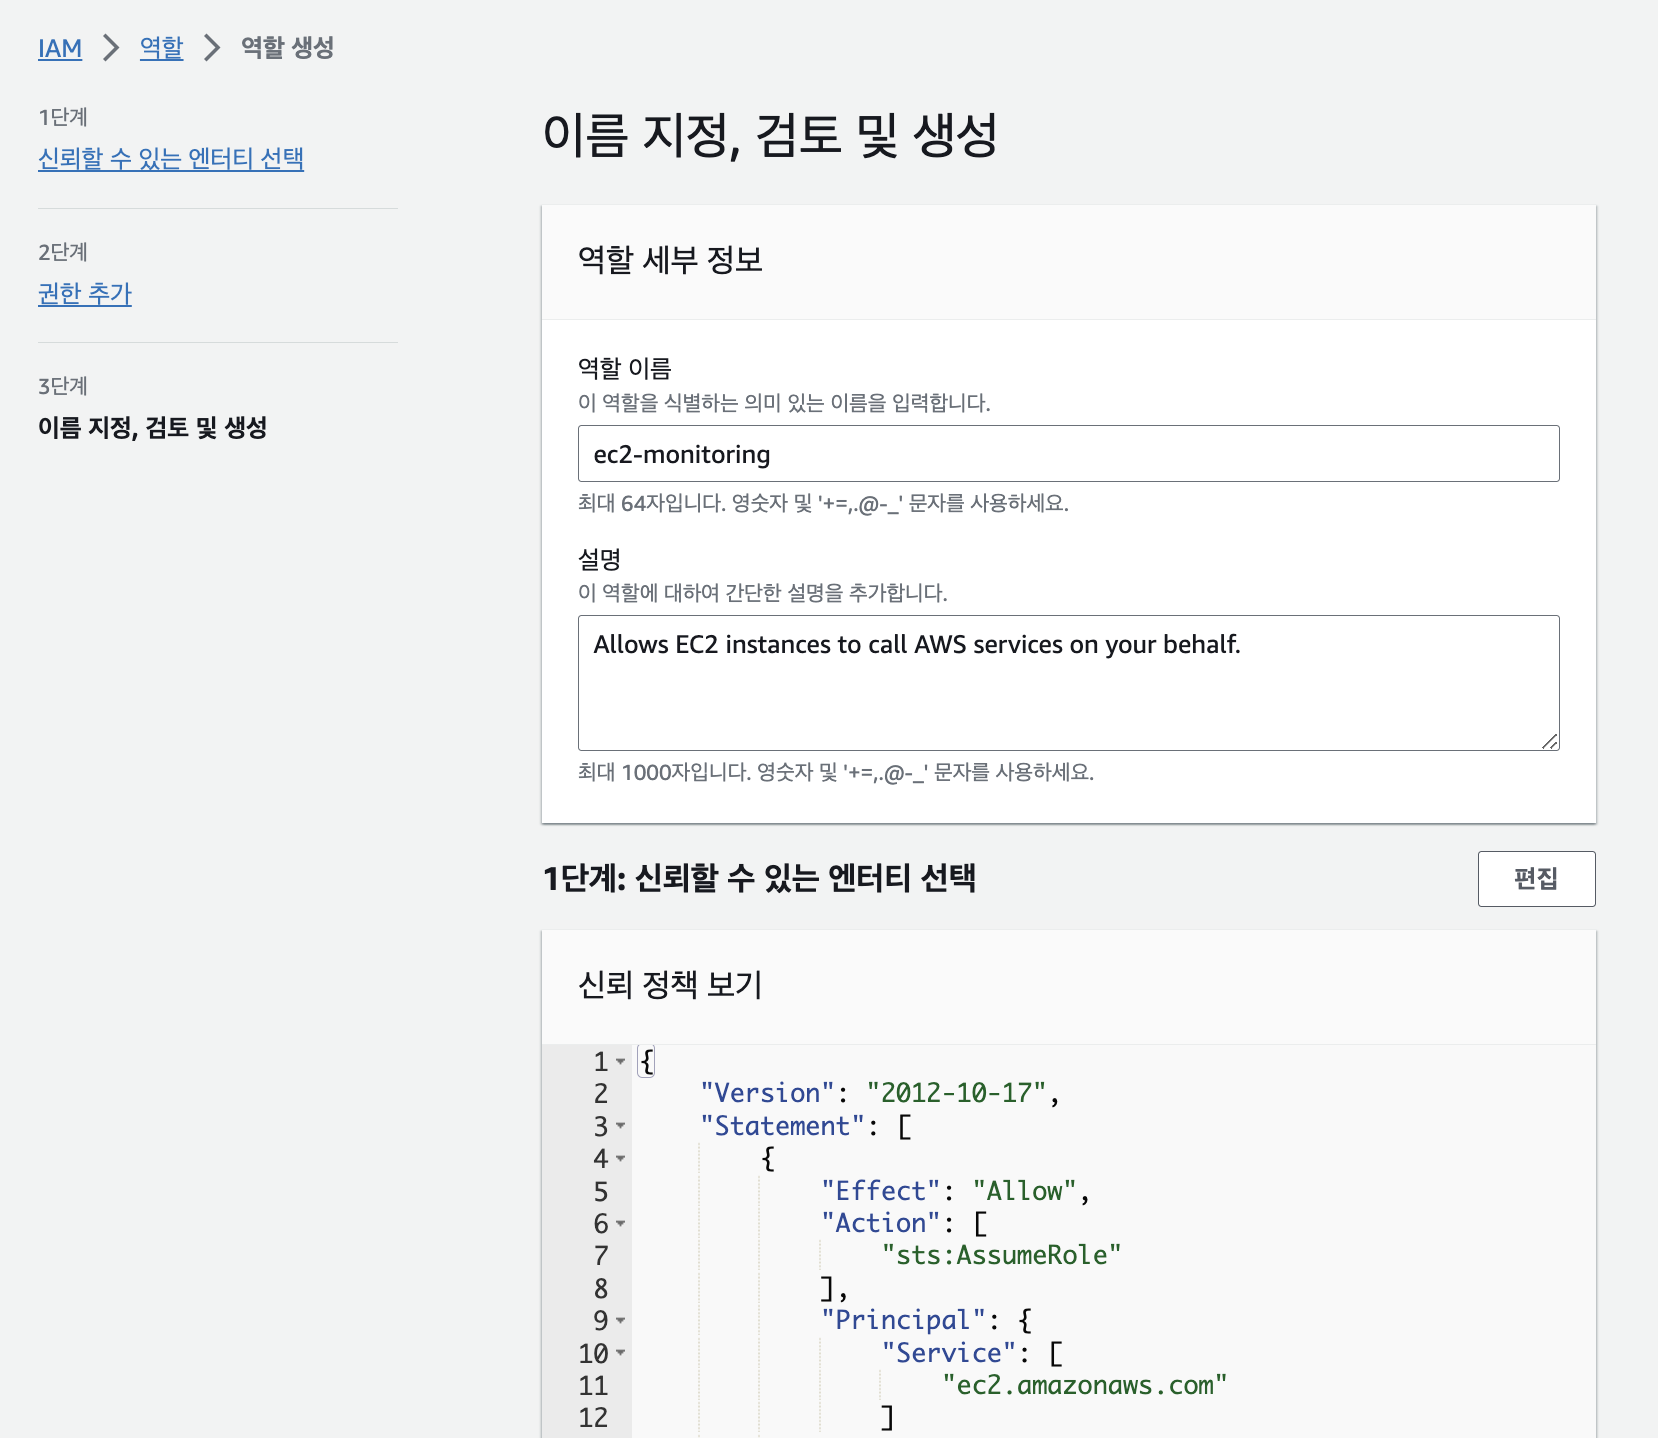 IAM > 역할 > 역할 생성
1단계
신뢰할 수 있는 엔터티 선택
2단계
권한 추가
3단계
이름 지정, 검토 및 생성
이름 지정, 검토 및 생성
역할 세부 정보
역할 이름
이 역할을 식별하는 의미 있는 이름을 입력합니다.
ec2-monitoring
최대 64자입니다. 영숫자 및 '+=,.@-_' 문자를 사용하세요.
설명
이 역할에 대하여 간단한 설명을 추가합니다.
Allows EC2 instances to call AWS services on your behalf.
최대 1000자입니다. 영숫자 및 '+=,.@-_' 문자를 사용하세요.
1단계: 신뢰할 수 있는 엔터티 선택
편집
신뢰 정책 보기
1 {
2     "Version": "2012-10-17",
3     "Statement": [
4         {
5             "Effect": "Allow",
6             "Action": [
7                 "sts:AssumeRole"
8             ],
9             "Principal": {
10                "Service": [
11                    "ec2.amazonaws.com"
12                ]